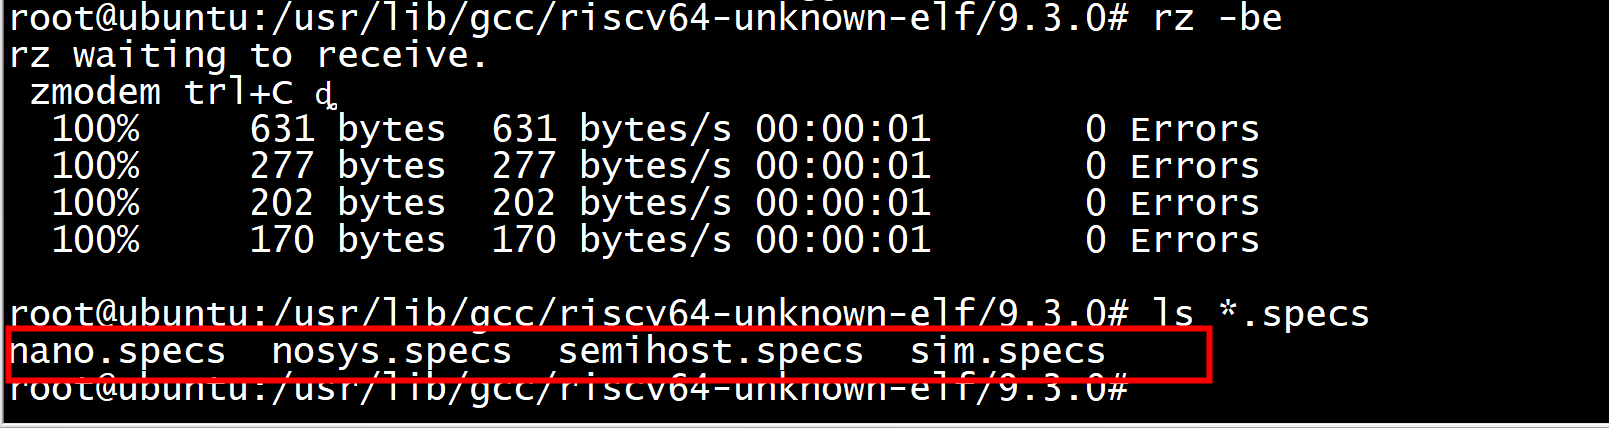 root@ubuntu:/usr/lib/gcc/riscv64-unknown-elf/9.3.0# rz -be
rz waiting to receive.
zmodem trl+C d
100% 631 bytes 631 bytes/s 00:00:01 0 Errors
100% 277 bytes 277 bytes/s 00:00:01 0 Errors
100% 202 bytes 202 bytes/s 00:00:01 0 Errors
100% 170 bytes 170 bytes/s 00:00:01 0 Errors
root@ubuntu:/usr/lib/gcc/riscv64-unknown-elf/9.3.0# ls *.specs
nano.specs nosys.specs semihost.specs sim.specs
root@ubuntu:/usr/lib/gcc/riscv64-unknown-elf/9.3.0#